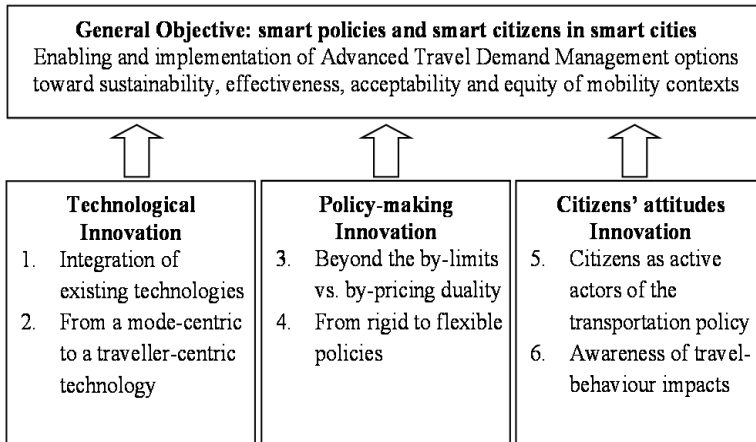 General Objective: smart policies and smart citizens in smart cities
Enabling and implementation of Advanced Travel Demand Management options
toward sustainability, effectiveness, acceptability and equity of mobility contexts
Technological
Innovation
1. Integration of
existing technologies
2. From a mode-centric
to a traveller-centric
technology
Policy-making
Innovation
3. Beyond the by-limits
vs. by-pricing duality
4. From rigid to flexible
policies
Citizens' attitudes
Innovation
5. Citizens as active
actors of the
transportation policy
6. Awareness of travel-
behaviour impacts